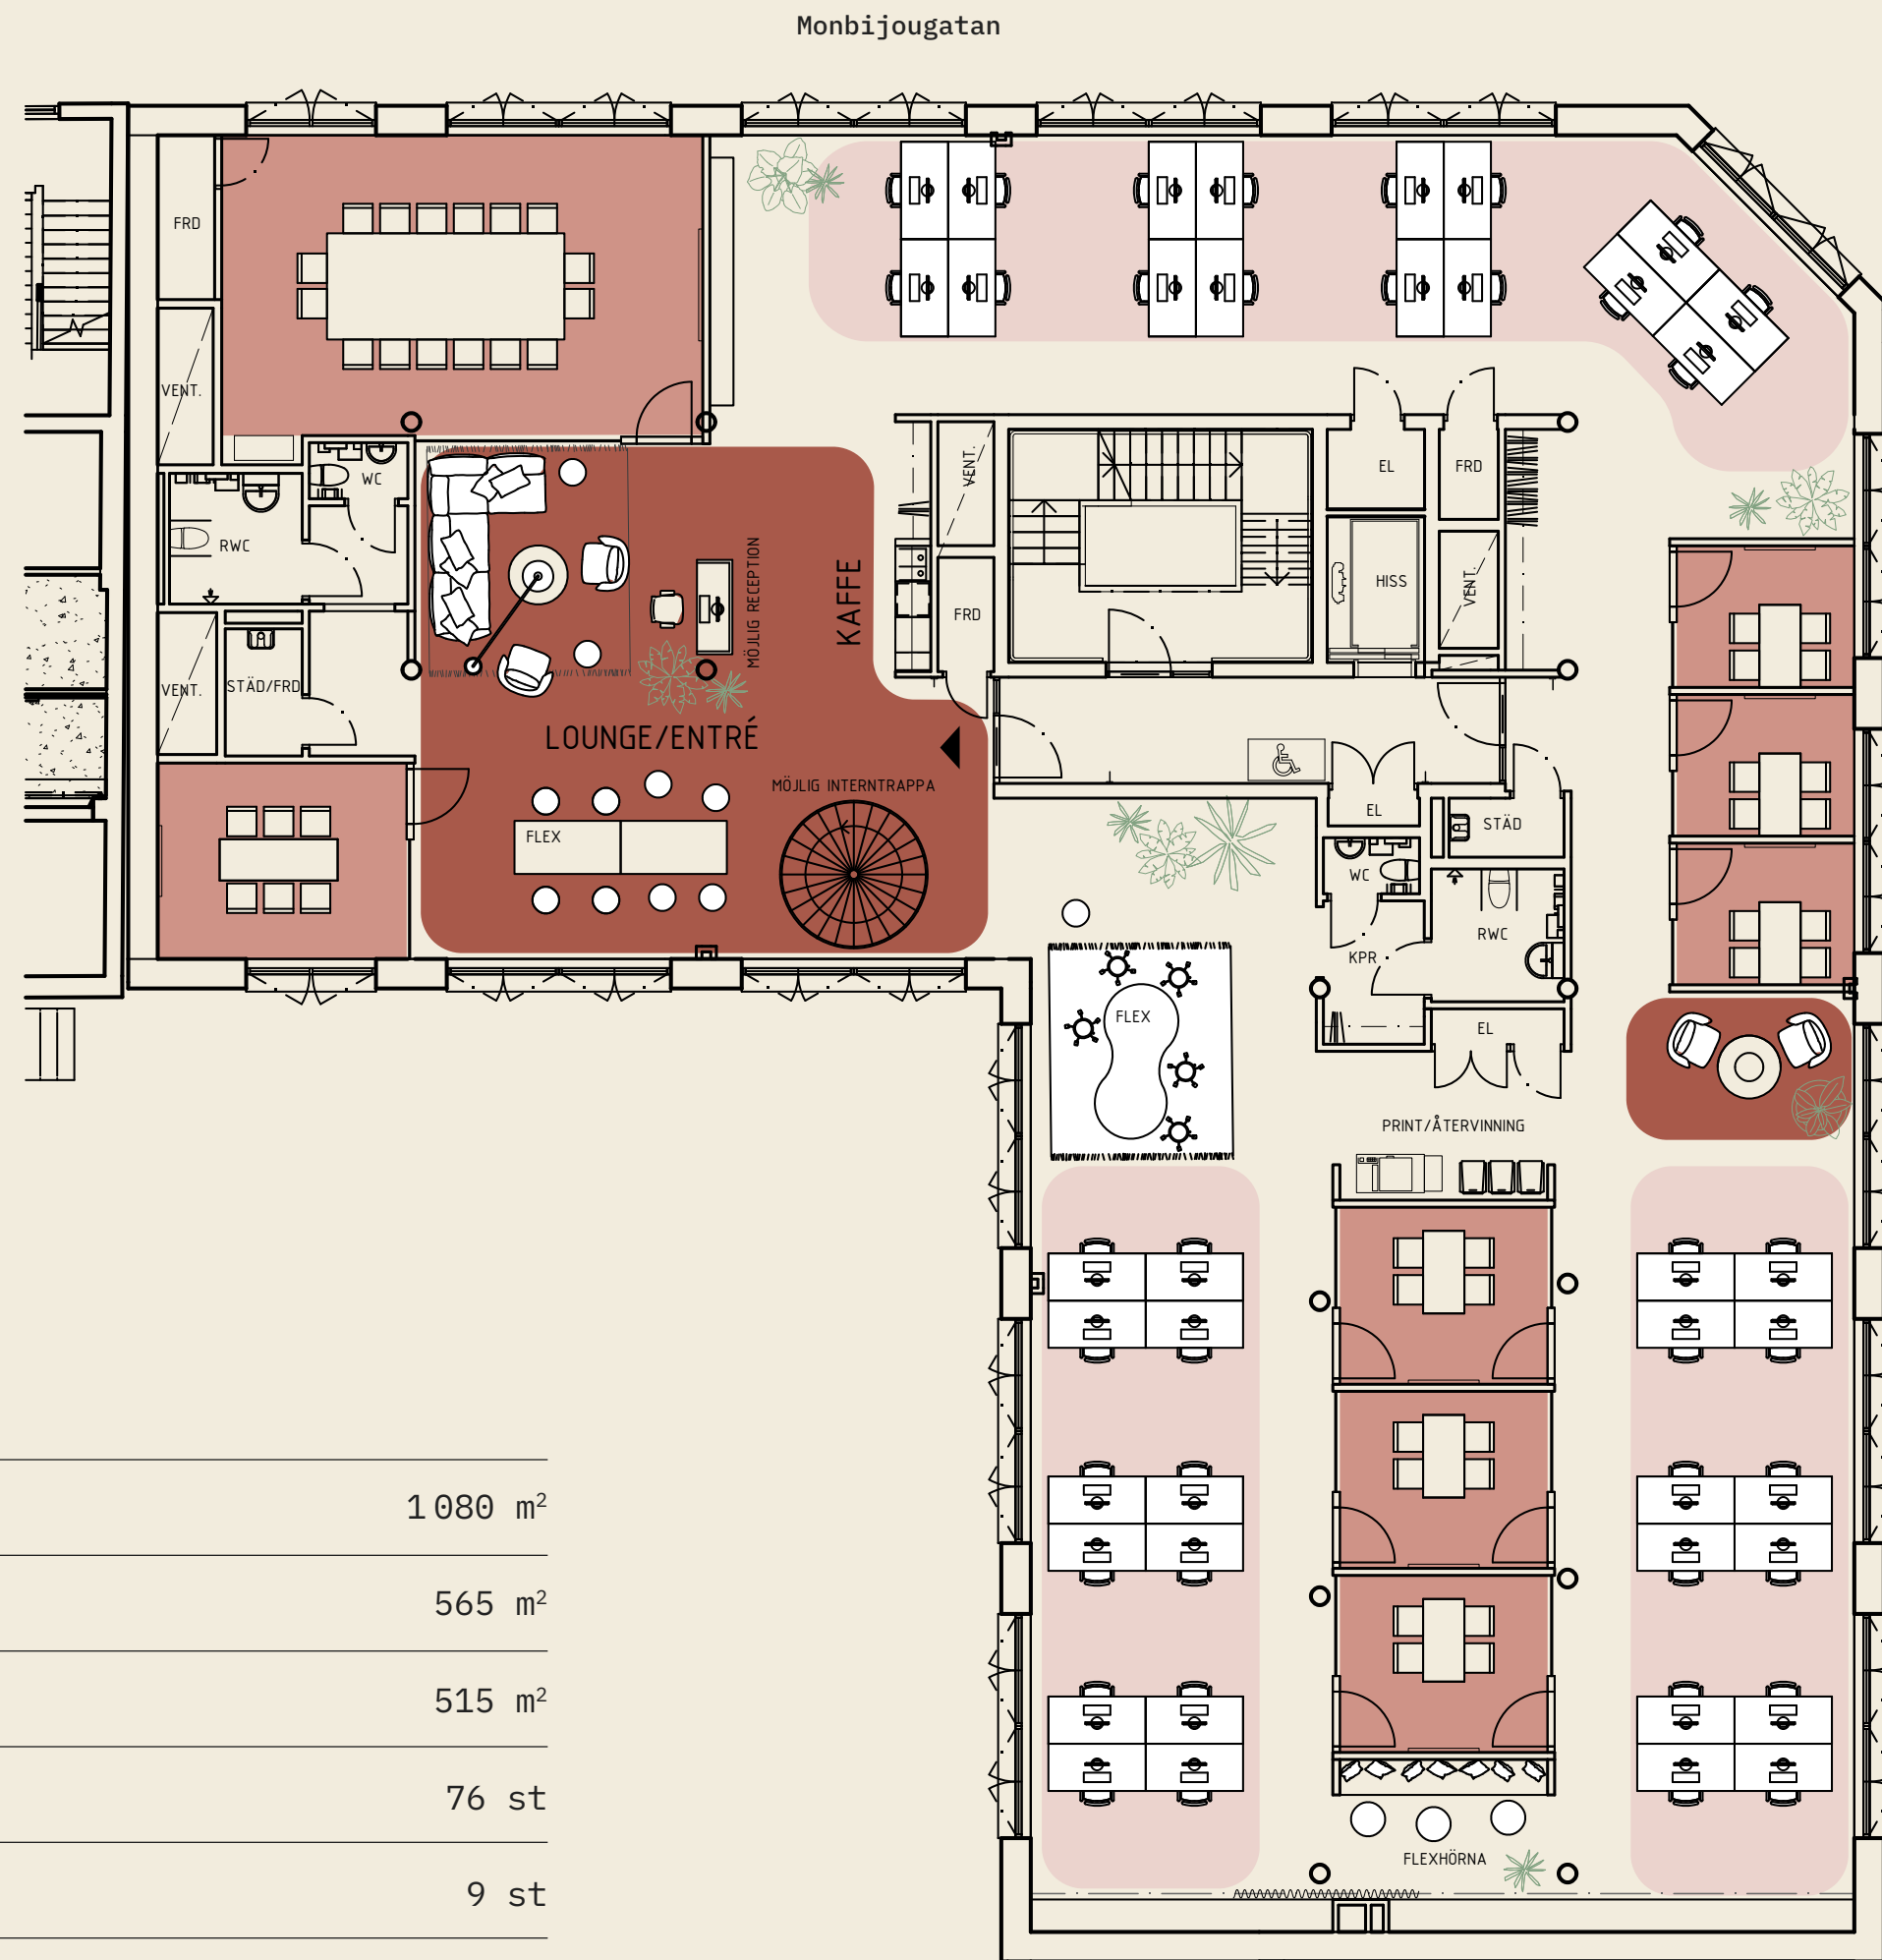 Monbijougatan
FRD
VENT.
WC
RWC
VENT.
STÄD/FRD
MÖJLIG RECEPTION
KAFFE
LOUNGE/ENTRÉ
MÖJLIG INTERNTRAPPA
FLEX
VENT.
FRD
EL
FRD
HISS
VENT.
EL
STÄD
WC
RWC
KPR
EL
FLEX
PRINT/ÅTERVINNING
FLEXHÖRNA
1 080 m²
565 m²
515 m²
76 st
9 st